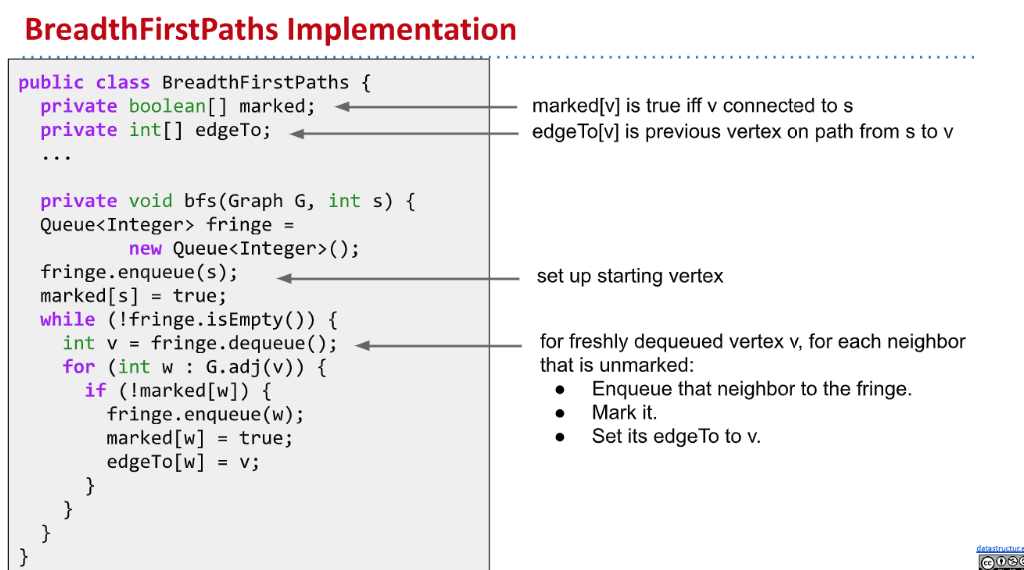 BreadthFirstPaths Implementation
public class BreadthFirstPaths {
private boolean[] marked;
private int[] edgeTo;
...
private void bfs(Graph G, int s) {
Queue<Integer> fringe =
new Queue<Integer>();
fringe.enqueue(s);
marked[s] = true;
while (!fringe.isEmpty()) {
int v = fringe.dequeue();
for (int w : G.adj(v)) {
if (!marked[w]) {
fringe.enqueue(w);
marked[w] = true;
edgeTo[w] = v;
}
}
}
}
marked[v] is true iff v connected to s
edgeTo[v] is previous vertex on path from s to v
set up starting vertex
for freshly dequeued vertex v, for each neighbor
that is unmarked:
● Enqueue that neighbor to the fringe.
● Mark it.
● Set its edgeTo to v.
datastructur.e
cc